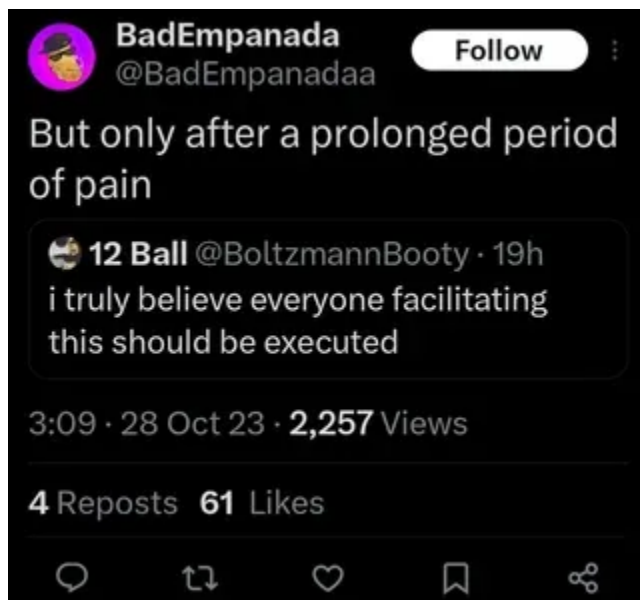 BadEmpanada
Follow
@BadEmpanadaa
But only after a prolonged period
of pain
12 Ball @BoltzmannBooty · 19h
i truly believe everyone facilitating
this should be executed
3:09 · 28 Oct 23 · 2,257 Views
4 Reposts 61 Likes